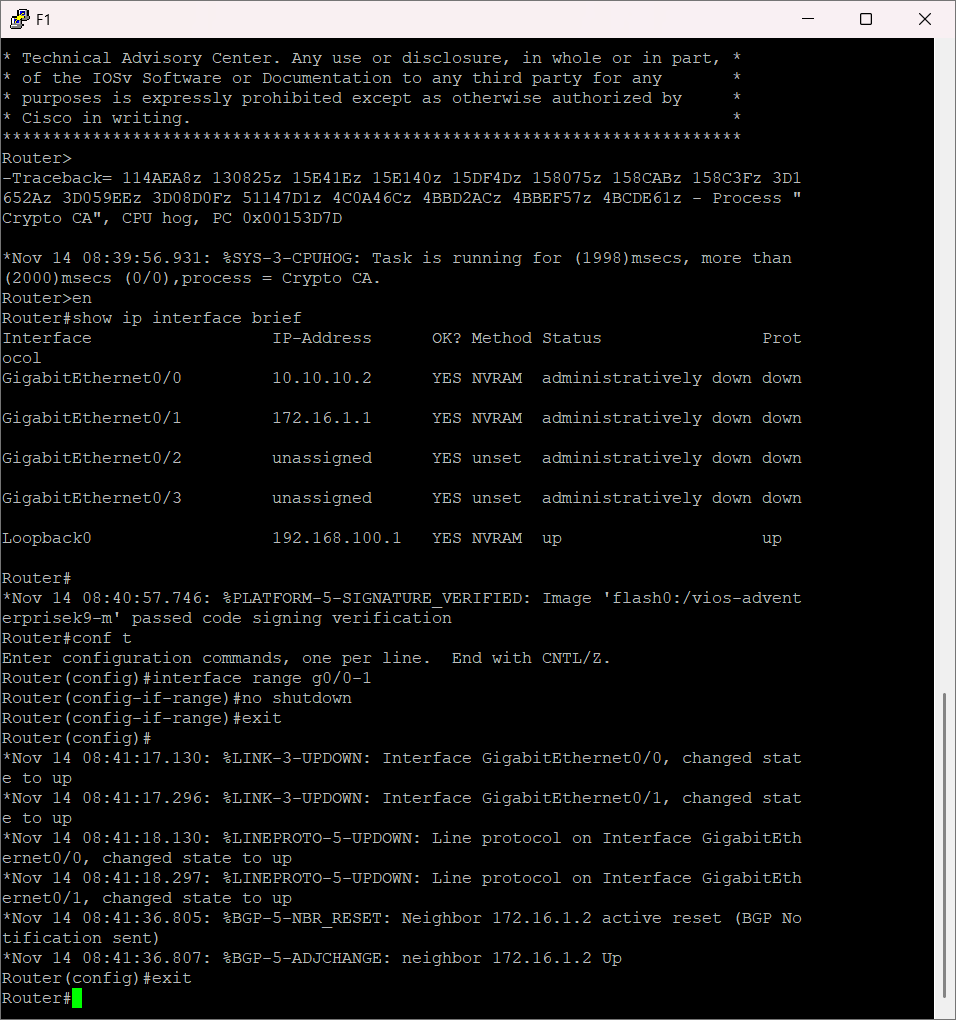 F1
* Technical Advisory Center. Any use or disclosure, in whole or in part, *
* of the IOSv Software or Documentation to any third party for any       *
* purposes is expressly prohibited except as otherwise authorized by     *
* Cisco in writing.                                                      *
**************************************************************************
Router>
-Traceback= 114AEA8z 130825z 15E41Ez 15E140z 15DF4Dz 158075z 158CABz 158C3Fz 3D1
652Az 3D059EEz 3D08D0Fz 51147D1z 4C0A46Cz 4BBD2ACz 4BBEF57z 4BCDE61z - Process "
Crypto CA", CPU hog, PC 0x00153D7D
*Nov 14 08:39:56.931: %SYS-3-CPUHOG: Task is running for (1998)msecs, more than
(2000)msecs (0/0),process = Crypto CA.
Router>en
Router#show ip interface brief
Interface                  IP-Address      OK? Method Status                Prot
ocol
GigabitEthernet0/0         10.10.10.2      YES NVRAM  administratively down down
GigabitEthernet0/1         172.16.1.1      YES NVRAM  administratively down down
GigabitEthernet0/2         unassigned      YES unset  administratively down down
GigabitEthernet0/3         unassigned      YES unset  administratively down down
Loopback0                  192.168.100.1   YES NVRAM  up                    up
Router#
*Nov 14 08:40:57.746: %PLATFORM-5-SIGNATURE_VERIFIED: Image 'flash0:/vios-advent
erprisek9-m' passed code signing verification
Router#conf t
Enter configuration commands, one per line.  End with CNTL/Z.
Router(config)#interface range g0/0-1
Router(config-if-range)#no shutdown
Router(config-if-range)#exit
Router(config)#
*Nov 14 08:41:17.130: %LINK-3-UPDOWN: Interface GigabitEthernet0/0, changed stat
e to up
*Nov 14 08:41:17.296: %LINK-3-UPDOWN: Interface GigabitEthernet0/1, changed stat
e to up
*Nov 14 08:41:18.130: %LINEPROTO-5-UPDOWN: Line protocol on Interface GigabitEth
ernet0/0, changed state to up
*Nov 14 08:41:18.297: %LINEPROTO-5-UPDOWN: Line protocol on Interface GigabitEth
ernet0/1, changed state to up
*Nov 14 08:41:36.805: %BGP-5-NBR_RESET: Neighbor 172.16.1.2 active reset (BGP No
tification sent)
*Nov 14 08:41:36.807: %BGP-5-ADJCHANGE: neighbor 172.16.1.2 Up
Router(config)#exit
Router#